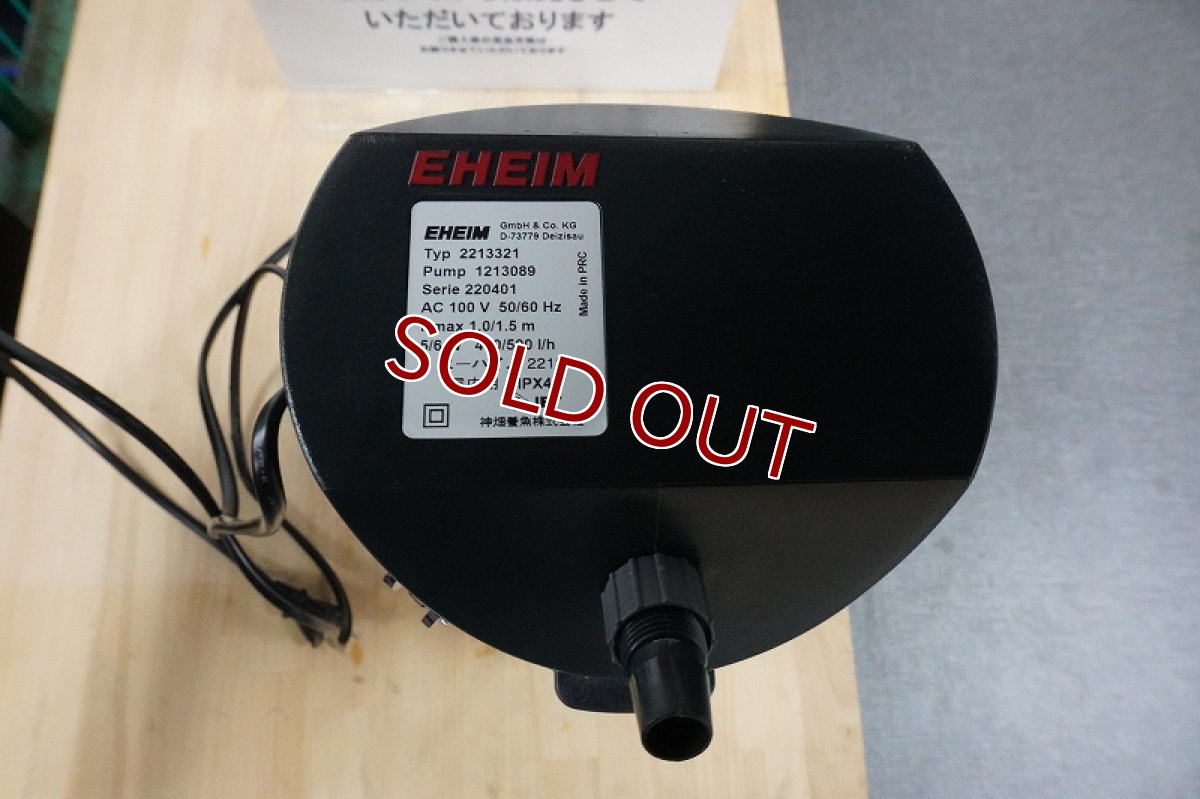 いただいております
EHEIM
EHEIM GmbH & Co. KG
D-73779 Deizisau
Typ 2213321
Pump 1213089
Serie 220401
AC 100 V 50/60 Hz
max 1.0/1.5 m
l/h
IPX4
神畑養魚株式会社
Made in PRC
SOLD OUT